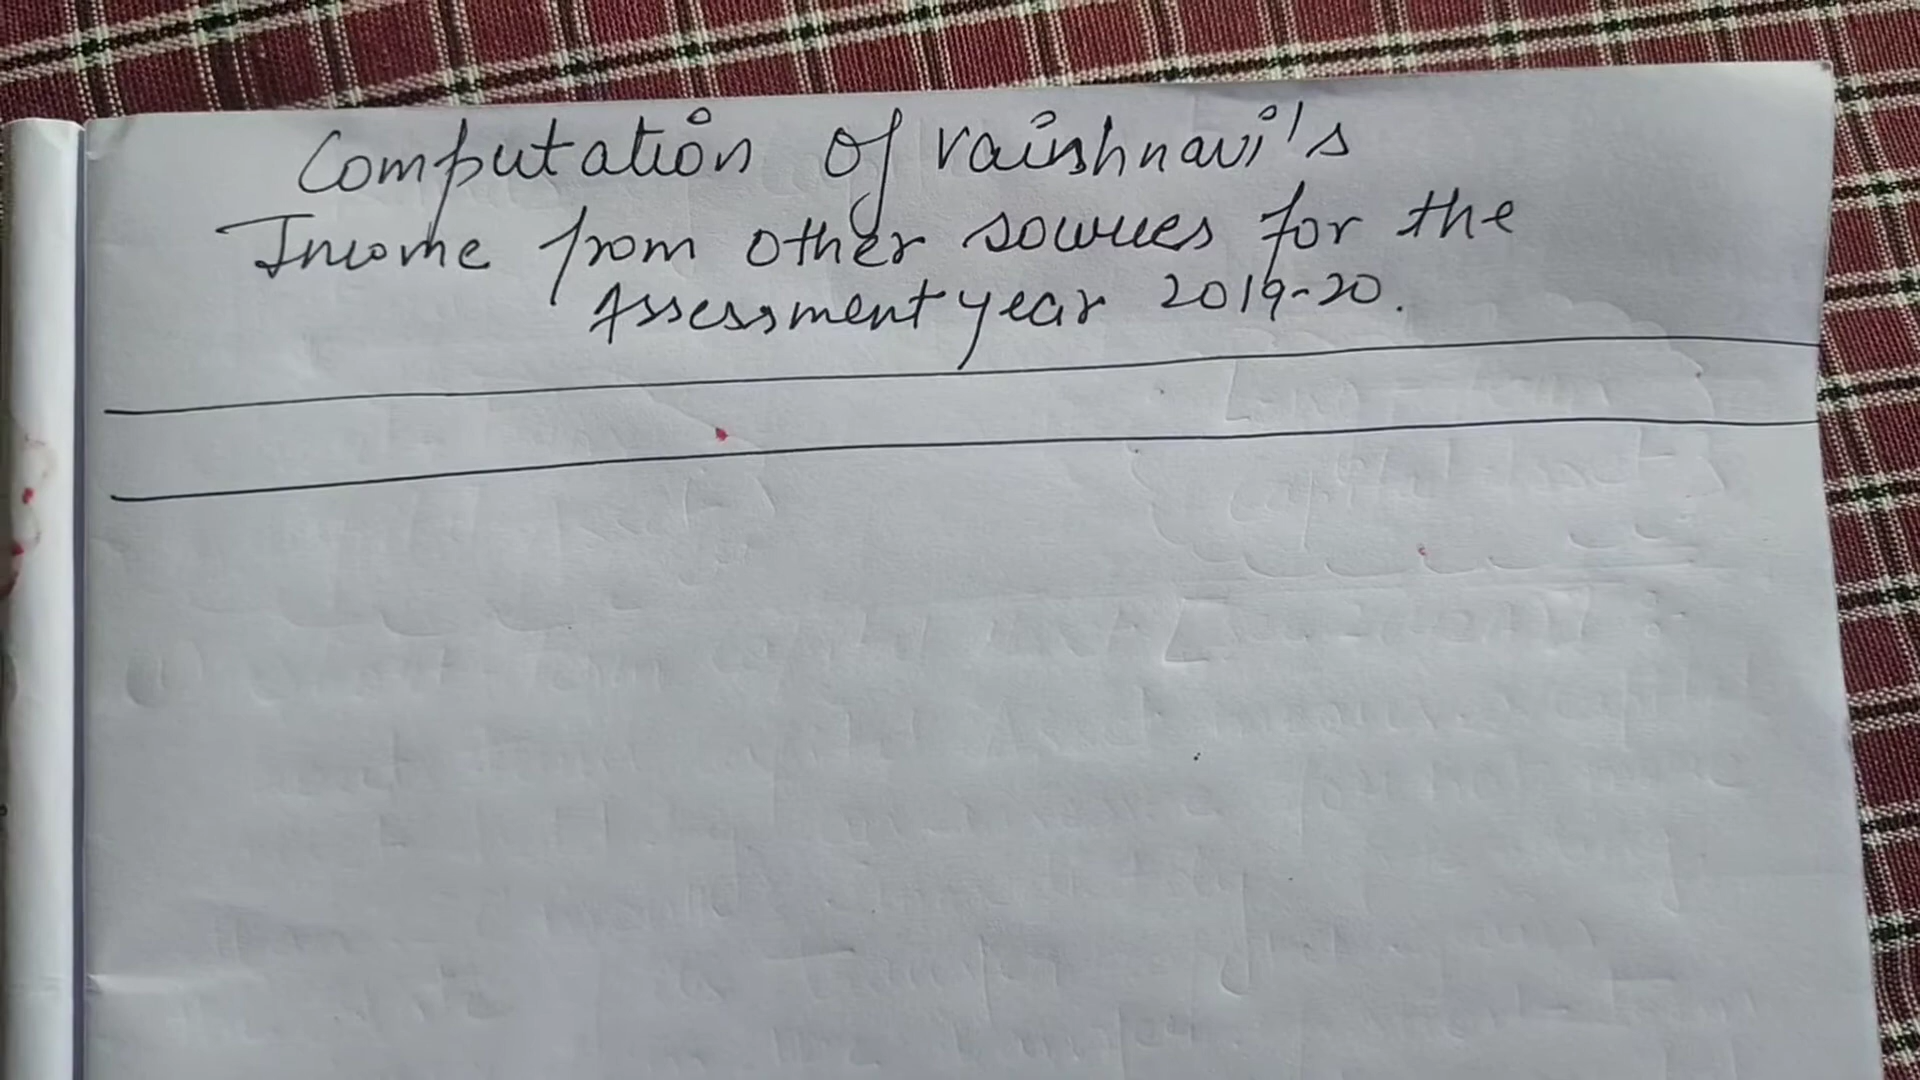 Computation of Vaishnavi's
Income from other sources for the
Assessment year 2019-20.